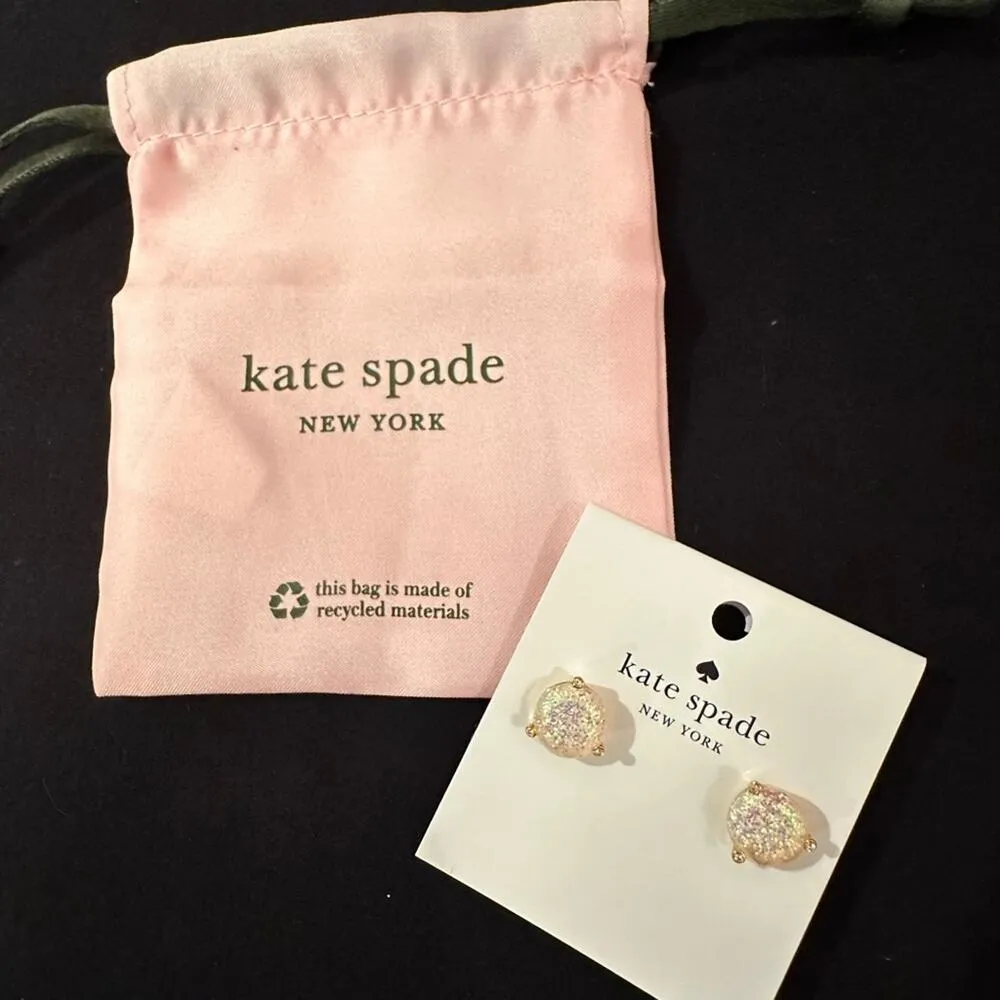 kate spade
NEW YORK
this bag is made of
recycled materials
kate spade
NEW YORK